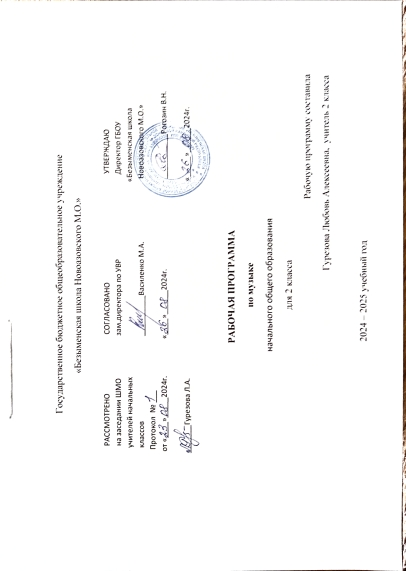 Государственное бюджетное общеобразовательное учреждение
«Безыменская школа Новоазовского М.О.»
РАССМОТРЕНО
на заседании ШМО
учителей начальных
классов
Протокол № 1
от «23» 08 2024г.
Гурезова Л.А.
СОГЛАСОВАНО
зам.директора по УВР
Василенко М.А.
«26» 08 2024г.
УТВЕРЖДАЮ
Директор ГБОУ
«Безыменская школа
Новоазовского М.О.»
Рогозин В.Н.
«26» 08 2024г.
РАБОЧАЯ ПРОГРАММА
по музыке
начального общего образования
для 2 класса
Рабочую программу составила
Гурезова Любовь Алексеевна, учитель 2 класса
2024 – 2025 учебный год